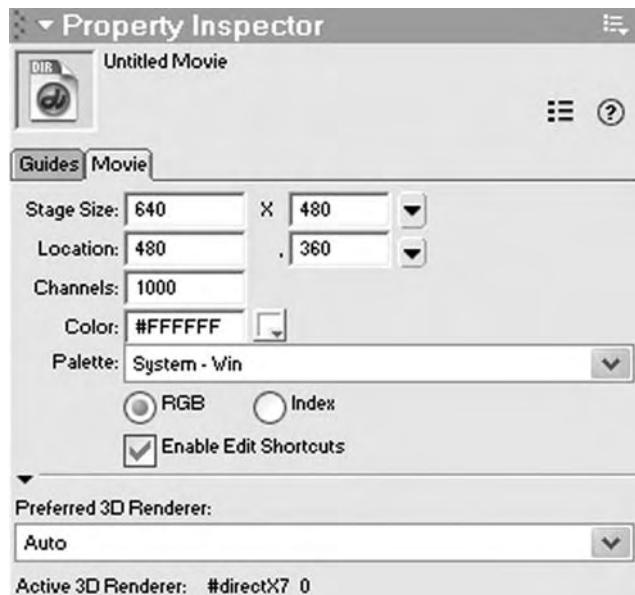 Property Inspector
DIR
Untitled Movie
?
Guides Movie
Stage Size: 640 X 480
Location: 480 , 360
Channels: 1000
Color: #FFFFFF
Palette: System - Win
RGB Index
Enable Edit Shortcuts
Preferred 3D Renderer:
Auto
Active 3D Renderer: #directX7_0